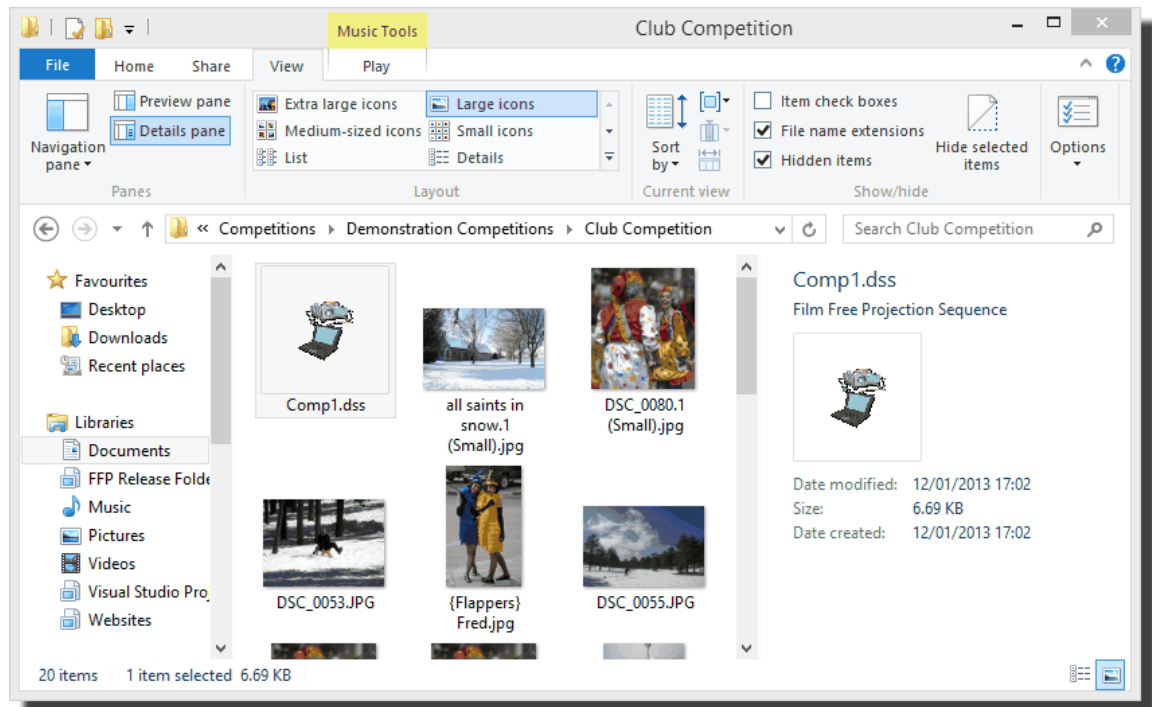 Music Tools
Club Competition
File
Home
Share
View
Play
Navigation
pane
Preview pane
Details pane
Panes
Extra large icons
Large icons
Medium-sized icons
Small icons
List
Details
Layout
Sort
by
Current view
Item check boxes
File name extensions
Hidden items
Hide selected
items
Show/hide
Options
« Competitions
Demonstration Competitions
Club Competition
Search Club Competition
Favourites
Desktop
Downloads
Recent places
Libraries
Documents
FFP Release Folde
Music
Pictures
Videos
Visual Studio Proj
Websites
Comp1.dss
all saints in
snow.1
(Small).jpg
DSC_0080.1
(Small).jpg
DSC_0053.JPG
{Flappers}
Fred.jpg
DSC_0055.JPG
Comp1.dss
Film Free Projection Sequence
Date modified: 12/01/2013 17:02
Size: 6.69 KB
Date created: 12/01/2013 17:02
20 items
1 item selected 6.69 KB